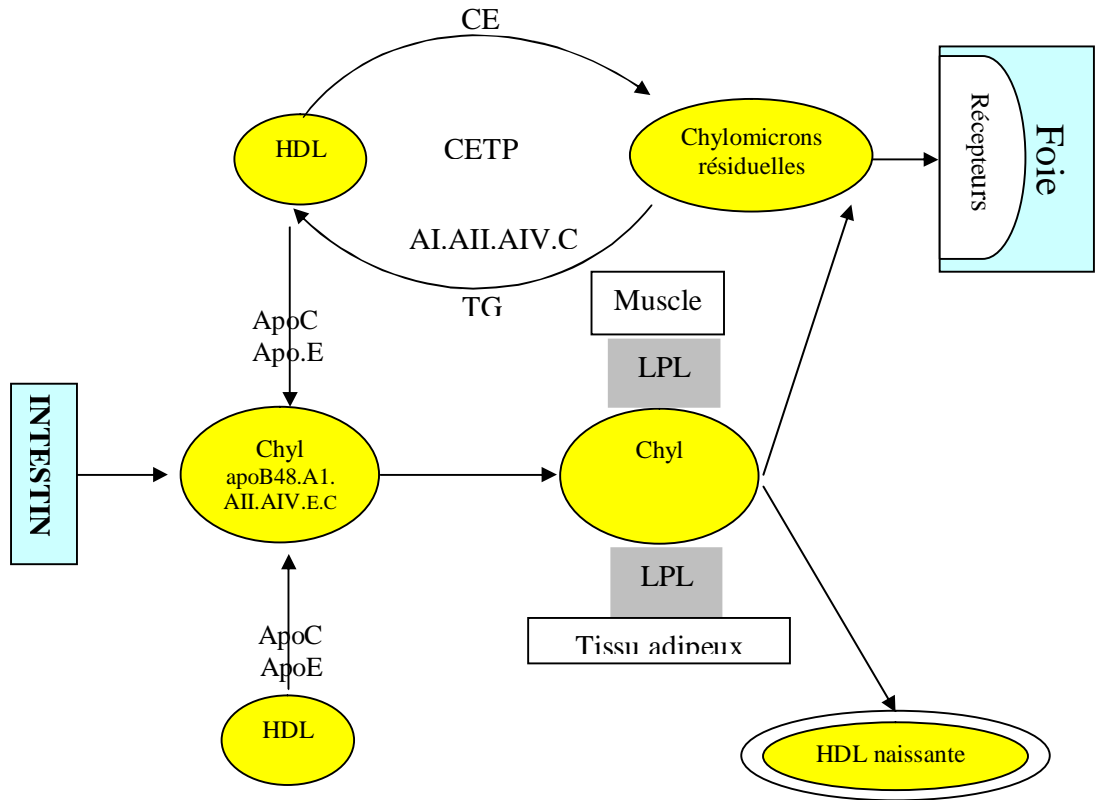 CE
HDL
CETP
Chylomicrons
résiduelles
Récepteurs
Foie
AI.AII.AIV.C
TG
Muscle
LPL
ApoC
Apo.E
INTESTIN
Chyl
apoB48.A1.
AII.AIV.E.C
Chyl
LPL
Tissu adipeux
ApoC
ApoE
HDL
HDL naissante